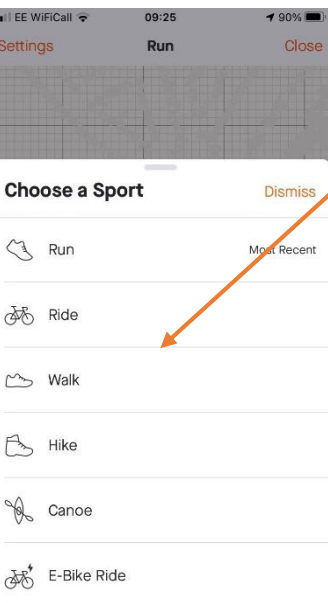 EE WiFiCall 09:25 90%
Settings Run Close
Choose a Sport Dismiss
Run Most Recent
Ride
Walk
Hike
Canoe
E-Bike Ride